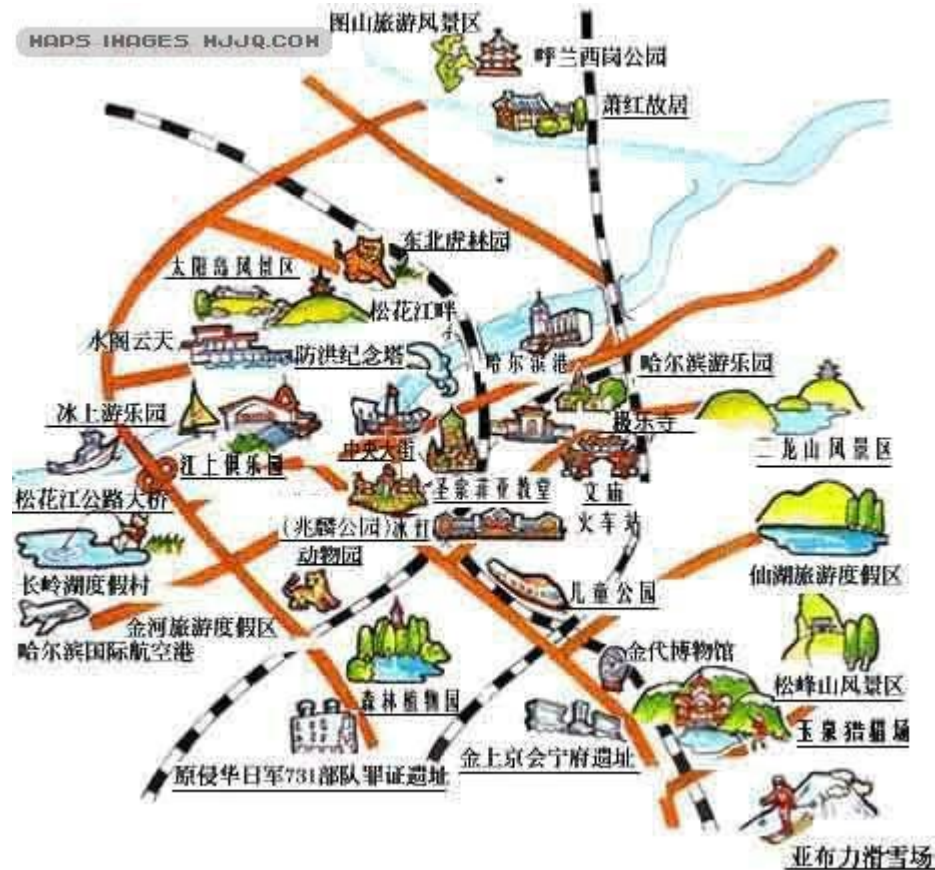 MAPS IMAGES MJJQ.COM
图山旅游风景区
呼兰西岗公园
萧红故居
东北虎林园
太阳岛风景区
松花江畔
水阁云天
防洪纪念塔
哈尔滨港
哈尔滨游乐园
冰上游乐园
中央大街
极乐寺
江上俱乐园
二龙山风景区
松花江公路大桥
圣索菲亚教堂
文庙
(兆麟公园)冰灯
火车站
动物园
长岭湖度假村
仙湖旅游度假区
儿童公园
金河旅游度假区
哈尔滨国际航空港
金代博物馆
松峰山风景区
森林植物园
玉泉猎猎场
金上京会宁府遗址
原侵华日军731部队罪证遗址
亚布力滑雪场